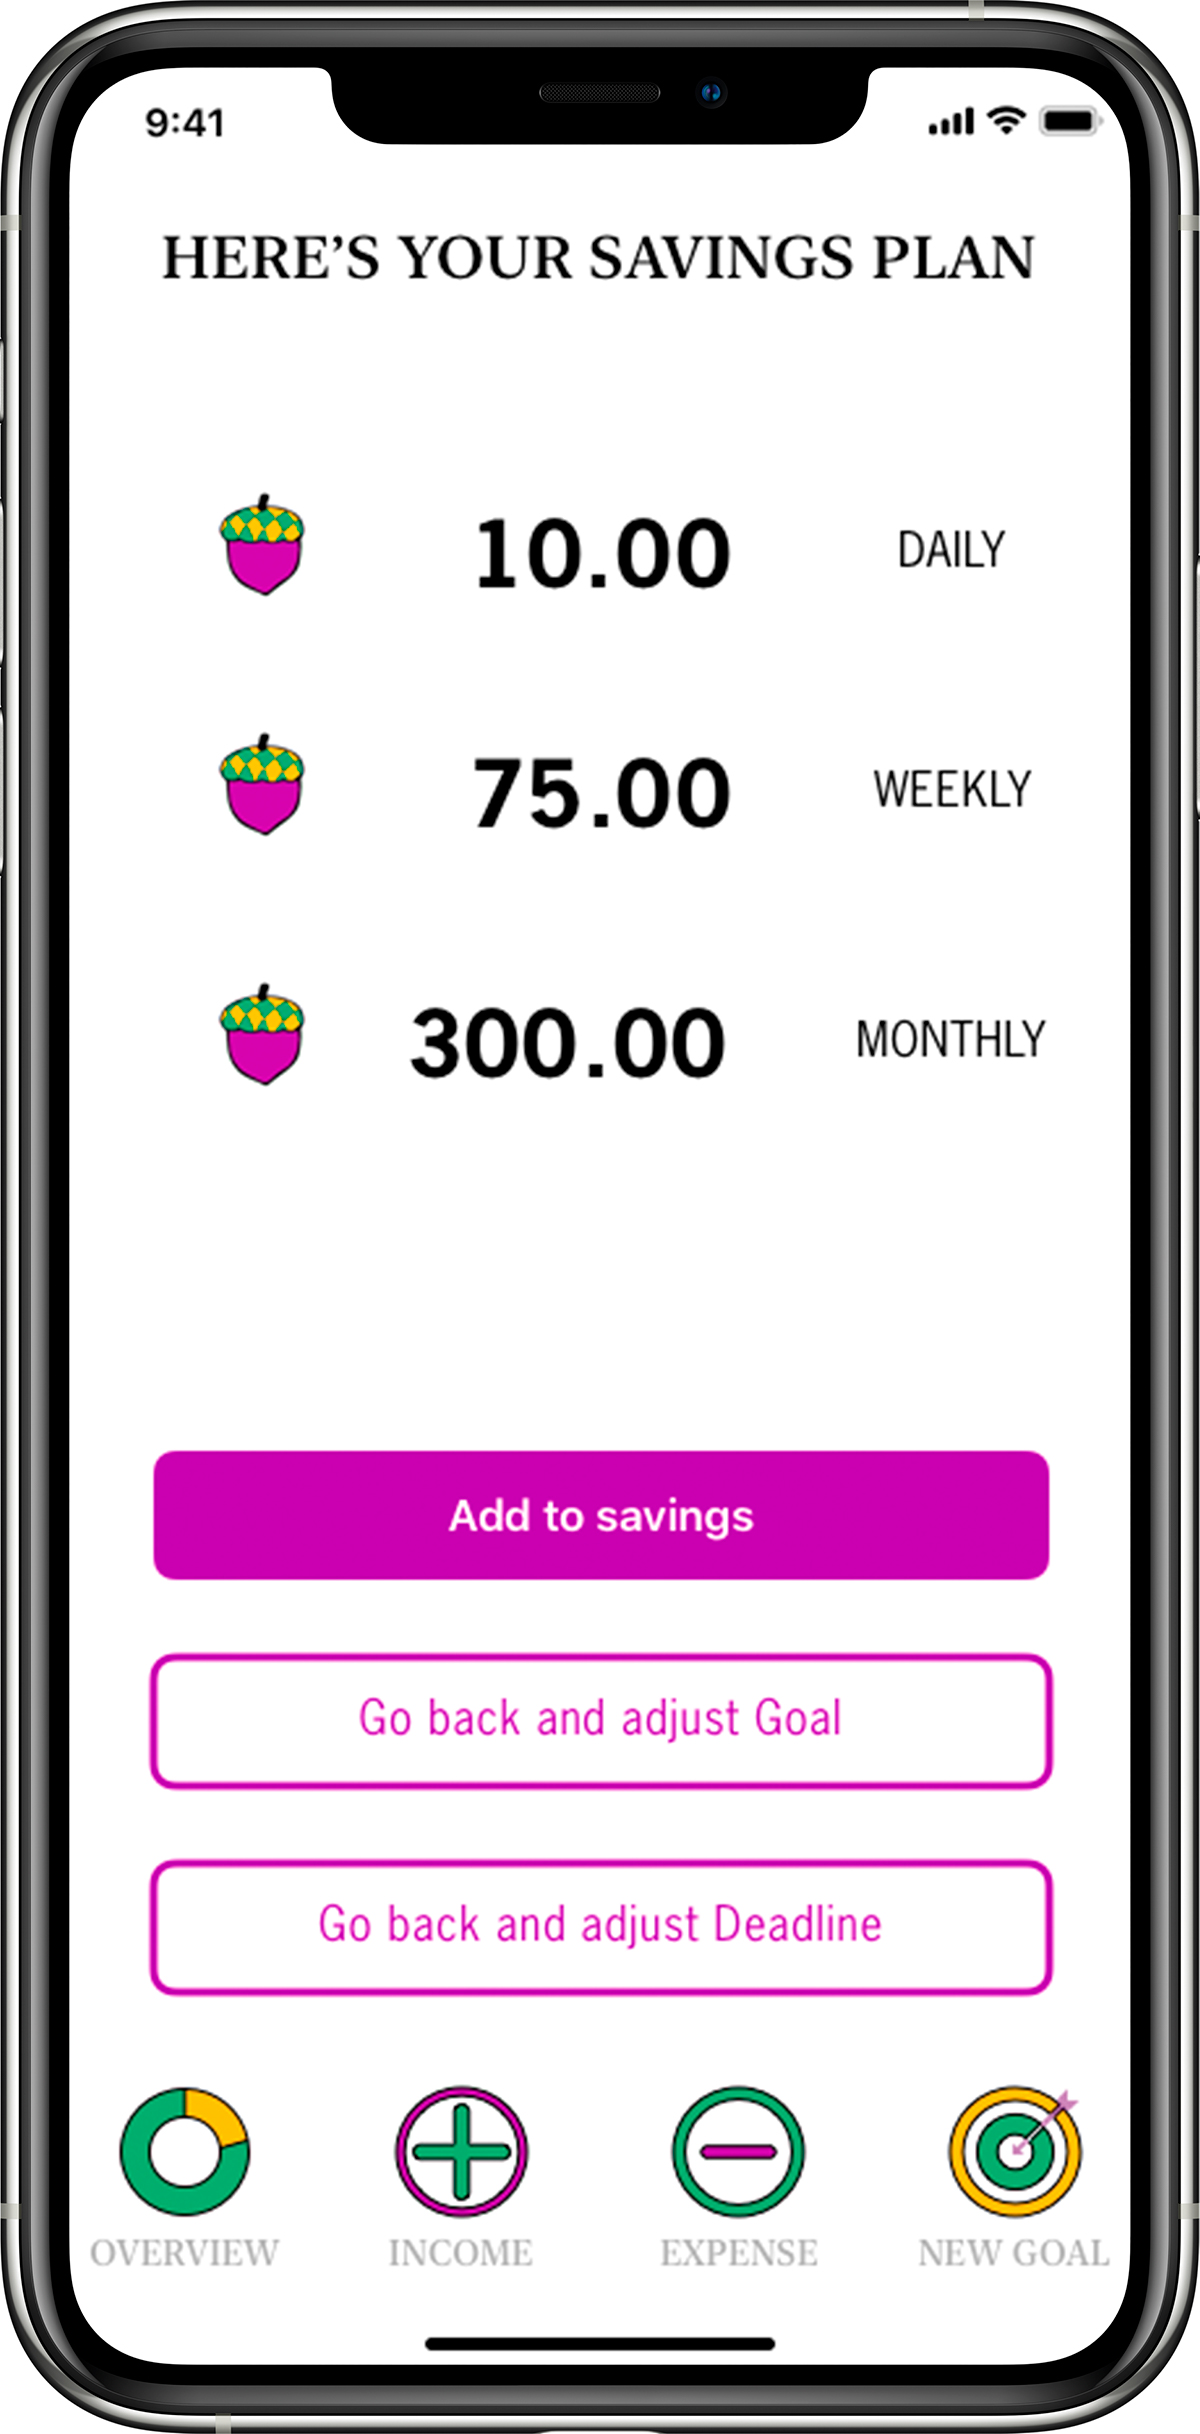 9:41
HERE’S YOUR SAVINGS PLAN
10.00 DAILY
75.00 WEEKLY
300.00 MONTHLY
Add to savings
Go back and adjust Goal
Go back and adjust Deadline
OVERVIEW INCOME EXPENSE NEW GOAL